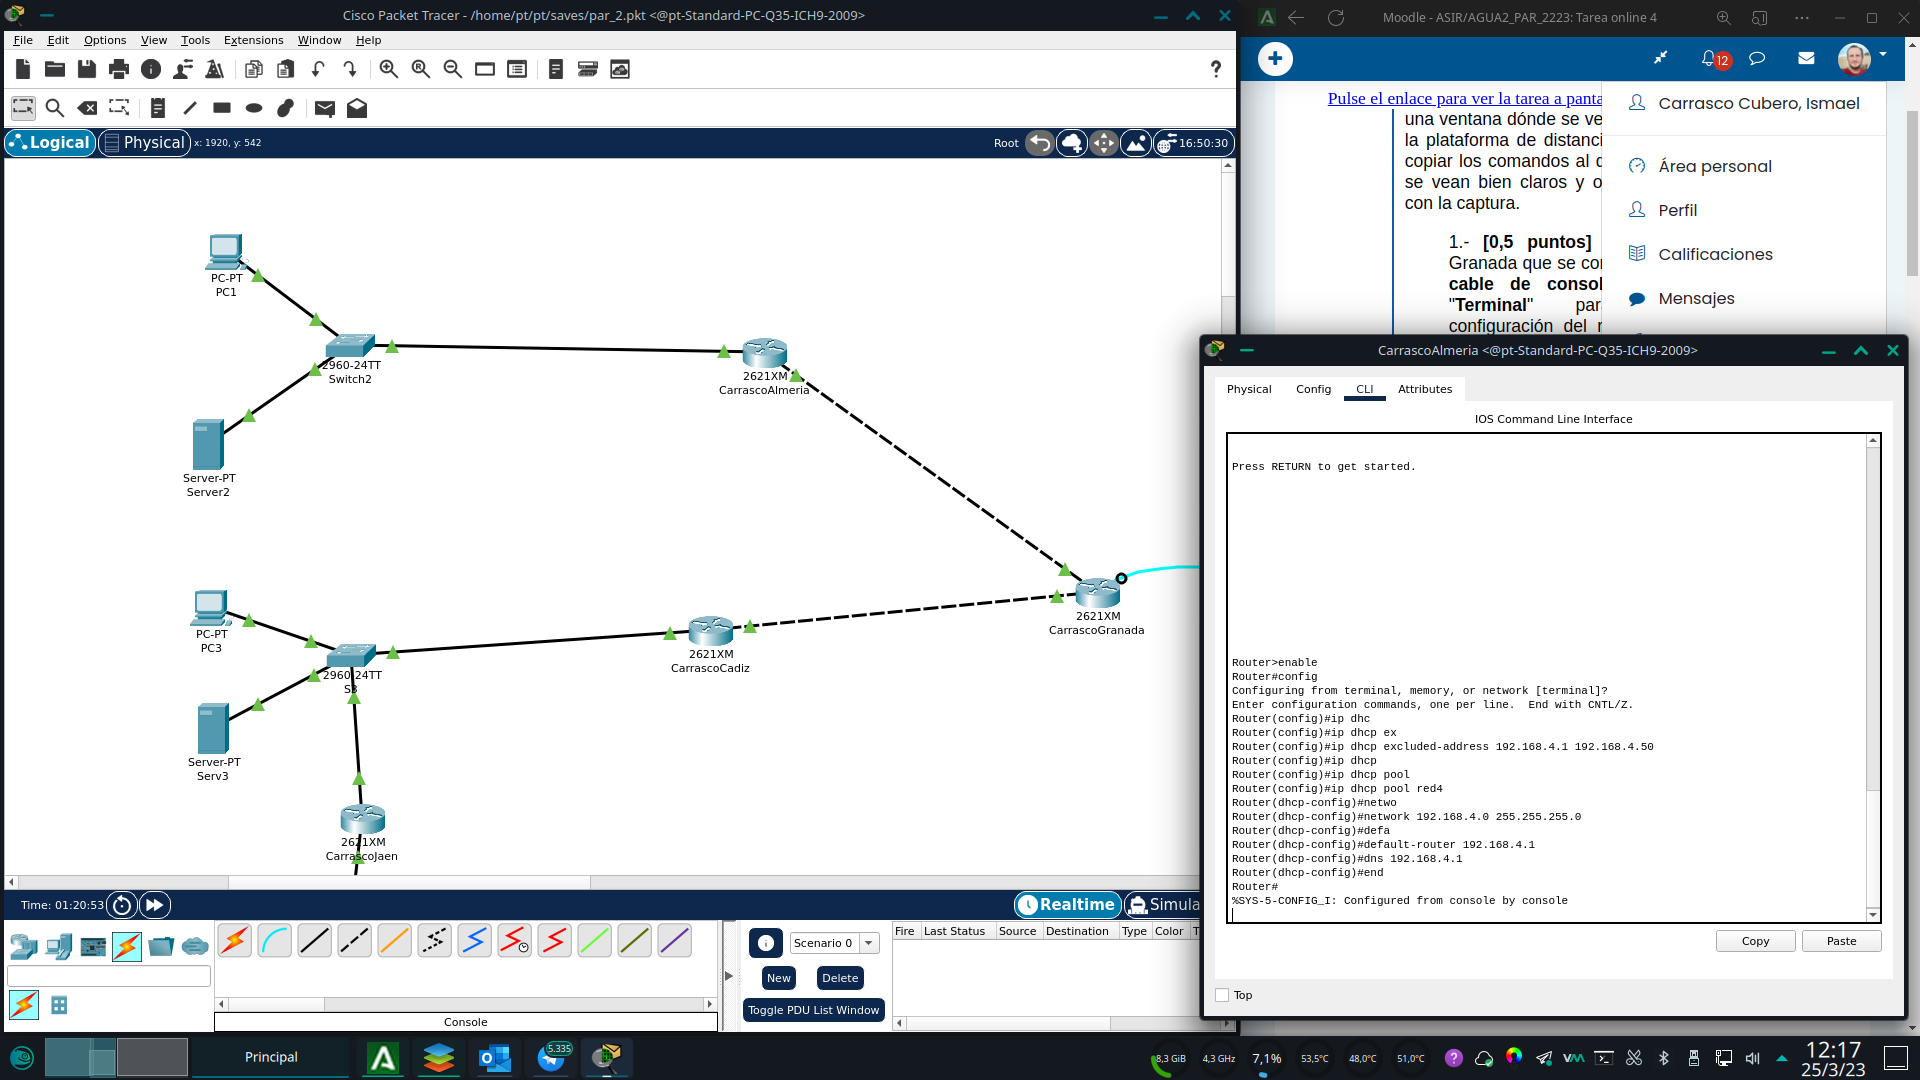 Cisco Packet Tracer - /home/pt/pt/saves/par_2.pkt <@pt-Standard-PC-Q35-ICH9-2009>
File Edit Options View Tools Extensions Window Help
?
Logical Physical x: 1920, y: 542
Root 16:50:30
PC-PT
PC1
2960-24TT
Switch2
Server-PT
Server2
2621XM
CarrascoAlmeria
PC-PT
PC3
2960-24TT
S3
Server-PT
Serv3
2621XM
CarrascoCadiz
2621XM
CarrascoGranada
2621XM
CarrascoJaen
Time: 01:20:53
Realtime Simula
Scenario 0
New Delete
Toggle PDU List Window
Fire Last Status Source Destination Type Color T
Console
Moodle - ASIR/AGUA2_PAR_2223: Tarea online 4
12
Pulse el enlace para ver la tarea a panta
una ventana dónde se ve
la plataforma de distanci
copiar los comandos al d
se vean bien claros y o
con la captura.
1.- [0,5 puntos]
Granada que se co
cable de consol
"Terminal" par
configuración del r
Carrasco Cubero, Ismael
Área personal
Perfil
Calificaciones
Mensajes
CarrascoAlmeria <@pt-Standard-PC-Q35-ICH9-2009>
Physical Config CLI Attributes
IOS Command Line Interface
Press RETURN to get started.
Router>enable
Router#config
Configuring from terminal, memory, or network [terminal]?
Enter configuration commands, one per line.  End with CNTL/Z.
Router(config)#ip dhc
Router(config)#ip dhcp ex
Router(config)#ip dhcp excluded-address 192.168.4.1 192.168.4.50
Router(config)#ip dhcp
Router(config)#ip dhcp pool
Router(config)#ip dhcp pool red4
Router(dhcp-config)#netwo
Router(dhcp-config)#network 192.168.4.0 255.255.255.0
Router(dhcp-config)#defa
Router(dhcp-config)#default-router 192.168.4.1
Router(dhcp-config)#dns 192.168.4.1
Router(dhcp-config)#end
Router#
%SYS-5-CONFIG_I: Configured from console by console
Copy Paste
Top
Principal
5.335
8,3 GiB 4,3 GHz 7,1% 53,5°C 48,0°C 51,0°C
12:17
25/3/23